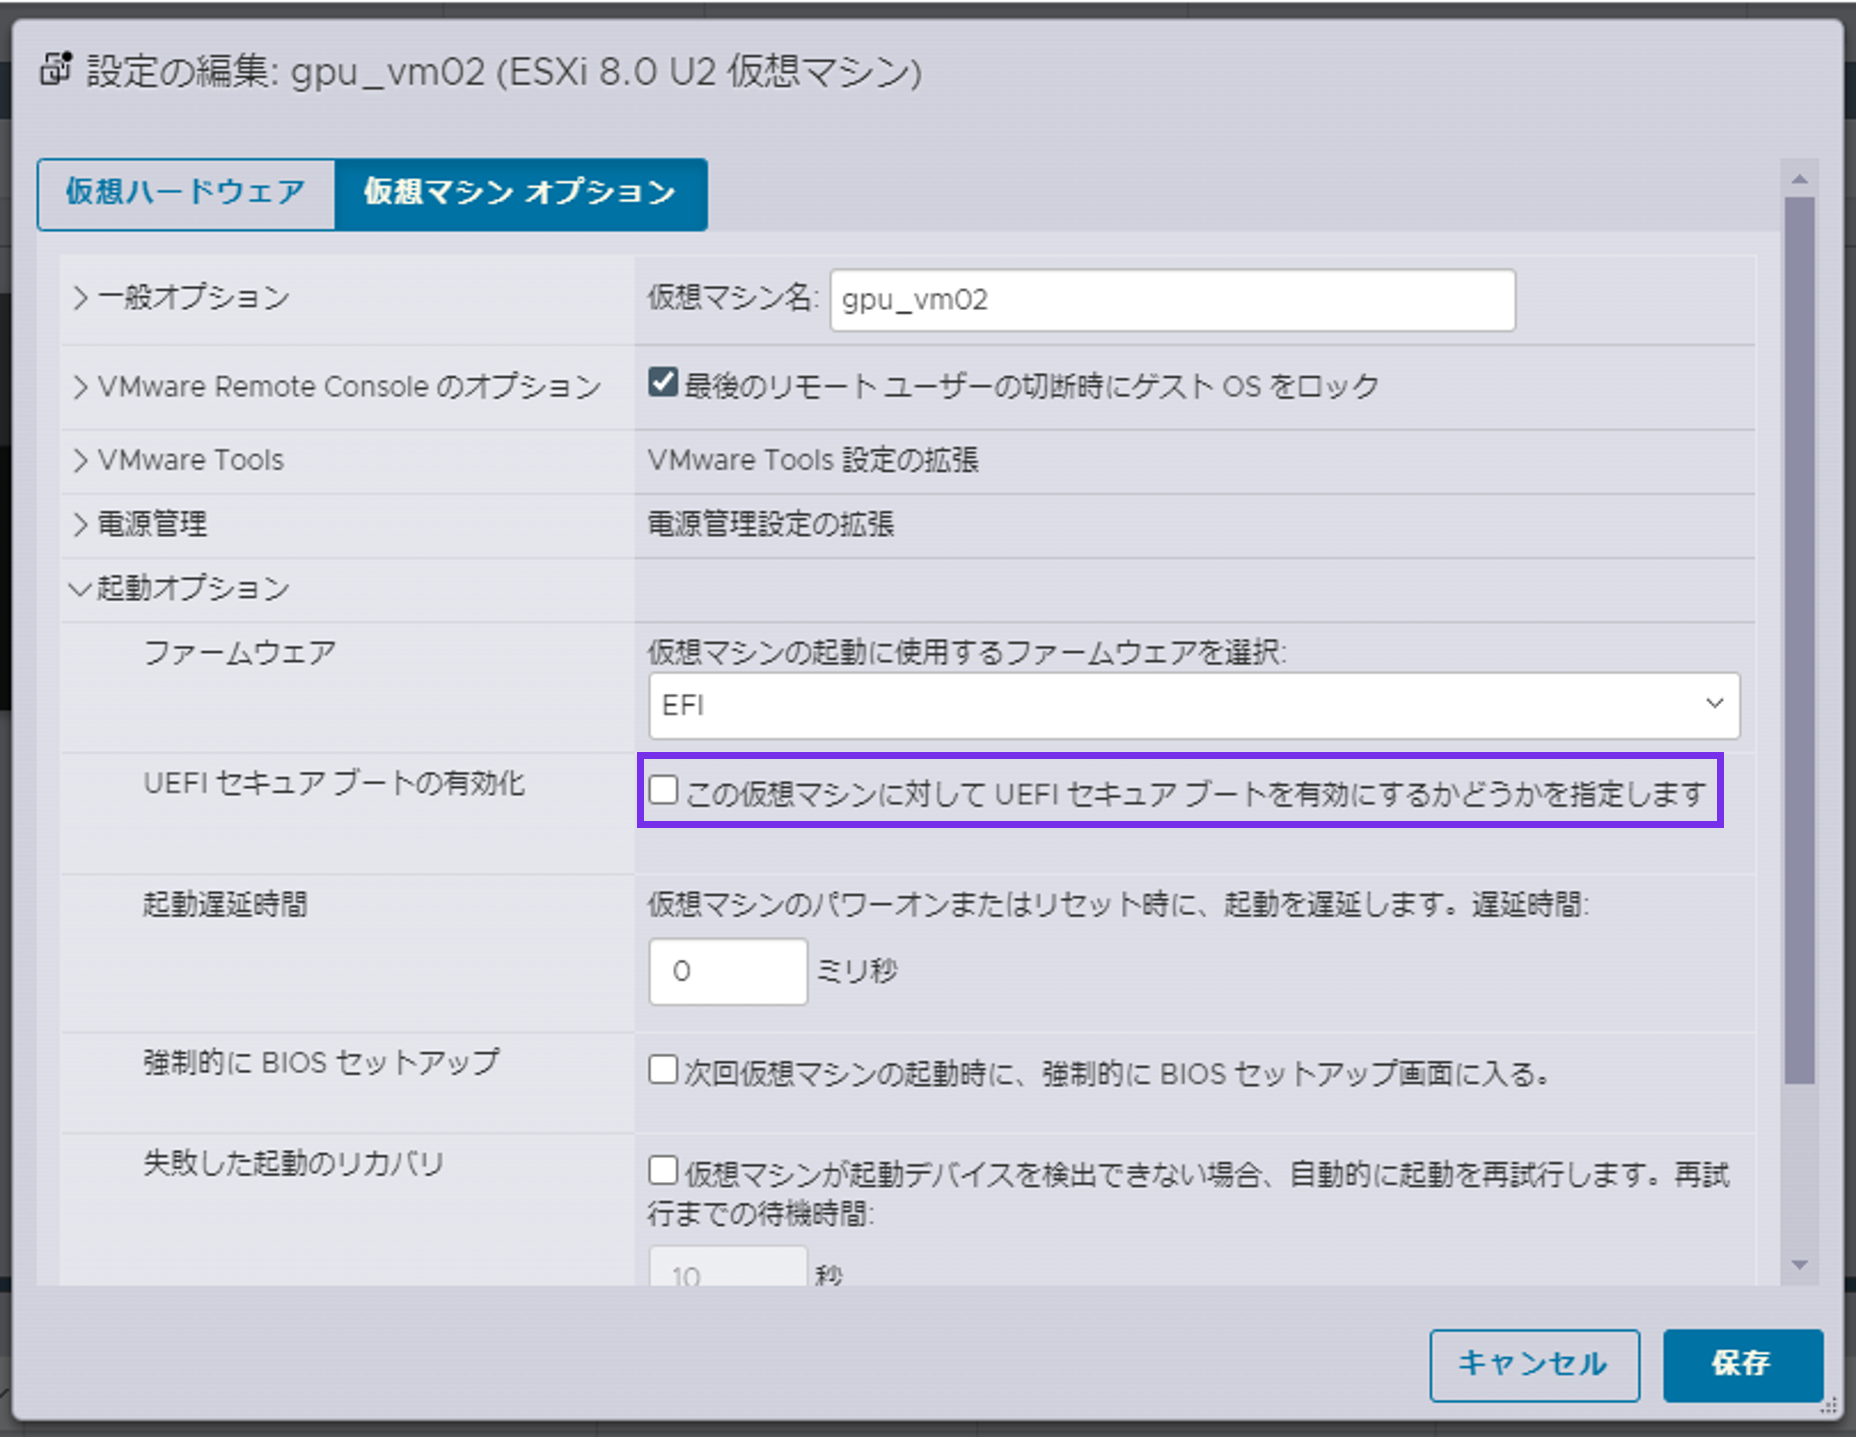 設定の編集: gpu_vm02 (ESXi 8.0 U2 仮想マシン)
仮想ハードウェア
仮想マシン オプション
一般オプション
仮想マシン名:
gpu_vm02
VMware Remote Console のオプション
最後のリモート ユーザーの切断時にゲスト OS をロック
VMware Tools
VMware Tools 設定の拡張
電源管理
電源管理設定の拡張
起動オプション
ファームウェア
仮想マシンの起動に使用するファームウェアを選択:
EFI
UEFI セキュア ブートの有効化
この仮想マシンに対して UEFI セキュア ブートを有効にするかどうかを指定します
起動遅延時間
仮想マシンのパワーオンまたはリセット時に、起動を遅延します。遅延時間:
0
ミリ秒
強制的に BIOS セットアップ
次回仮想マシンの起動時に、強制的に BIOS セットアップ画面に入る。
失敗した起動のリカバリ
仮想マシンが起動デバイスを検出できない場合、自動的に起動を再試行します。再試
行までの待機時間:
10
秒
キャンセル
保存